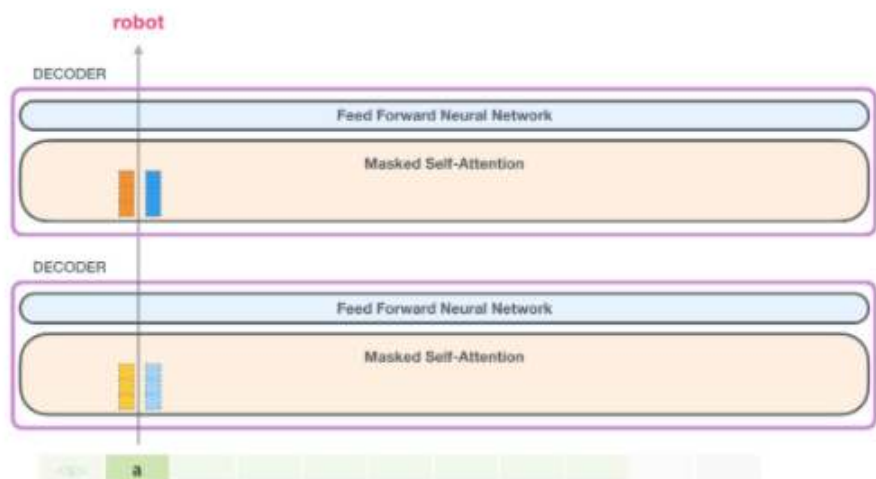 robot
DECODER
Feed Forward Neural Network
Masked Self-Attention
DECODER
Feed Forward Neural Network
Masked Self-Attention
a